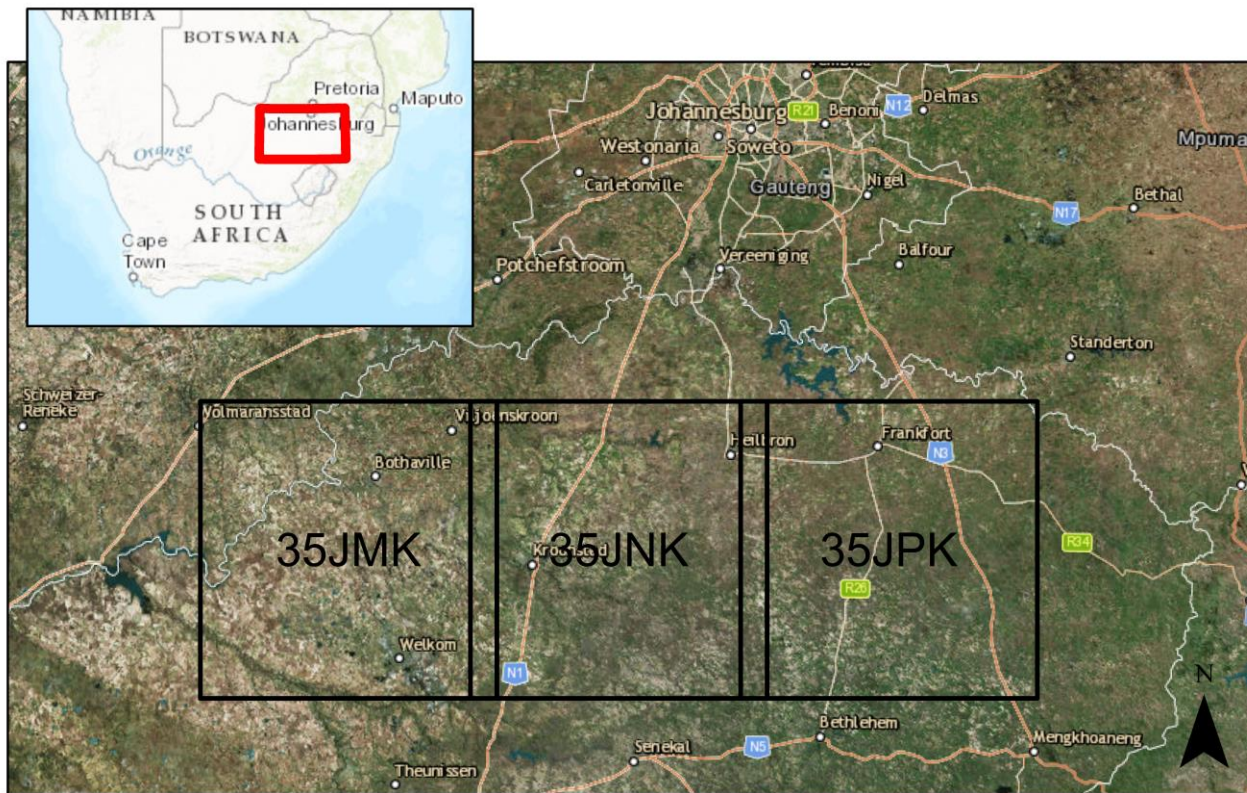 NAMIBIA
BOTSWANA
Pretoria
Maputo
Johannesburg
Orange
SOUTH
AFRICA
Cape
Town
Johannesburg
R21
Benoni
N12
Delmas
Westonaria
Soweto
Mpuma
Carletonville
Gauteng
Nigel
Bethal
N17
Potchefstroom
Vereeniging
Balfour
Standerton
Schweizer-
Reneke
Wolmaransstad
Viljoenskroon
Heilbron
Frankfort
N3
Bothaville
35JMK
Kroonstad
35JNK
35JPK
R34
R26
Welkom
N1
N
Bethlehem
Senekal
N5
Mengkhoaneng
Theunissen